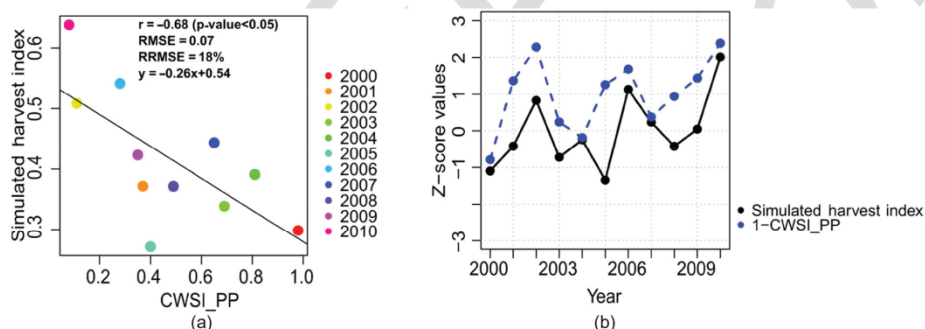 r = −0.68 (p-value<0.05)
RMSE = 0.07
RRMSE = 18%
y = −0.26x+0.54
Simulated harvest index
0.6
0.5
0.4
0.3
0.2 0.4 0.6 0.8 1.0
CWSI_PP
(a)
2000
2001
2002
2003
2004
2005
2006
2007
2008
2009
2010
Z−score values
3
2
1
0
−1
−3
2000 2003 2006 2009
Year
(b)
Simulated harvest index
1−CWSI_PP